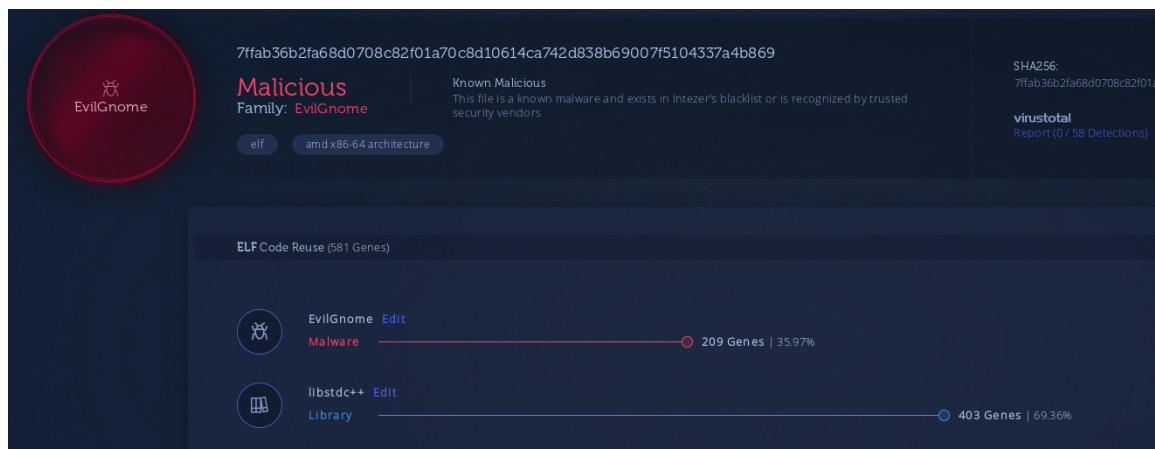 EvilGnome
7ffab36b2fa68d0708c82f01a70c8d10614ca742d838b69007f5104337a4b869
Malicious
Family: EvilGnome
elf
amd x86-64 architecture
Known Malicious
This file is a known malware and exists in Intezer's blacklist or is recognized by trusted
security vendors
SHA256:
7ffab36b2fa68d0708c82f01a
virustotal
Report (0 / 58 Detections)
ELF Code Reuse (581 Genes)
EvilGnome Edit
Malware 209 Genes | 35.97%
libstdc++ Edit
Library 403 Genes | 69.36%